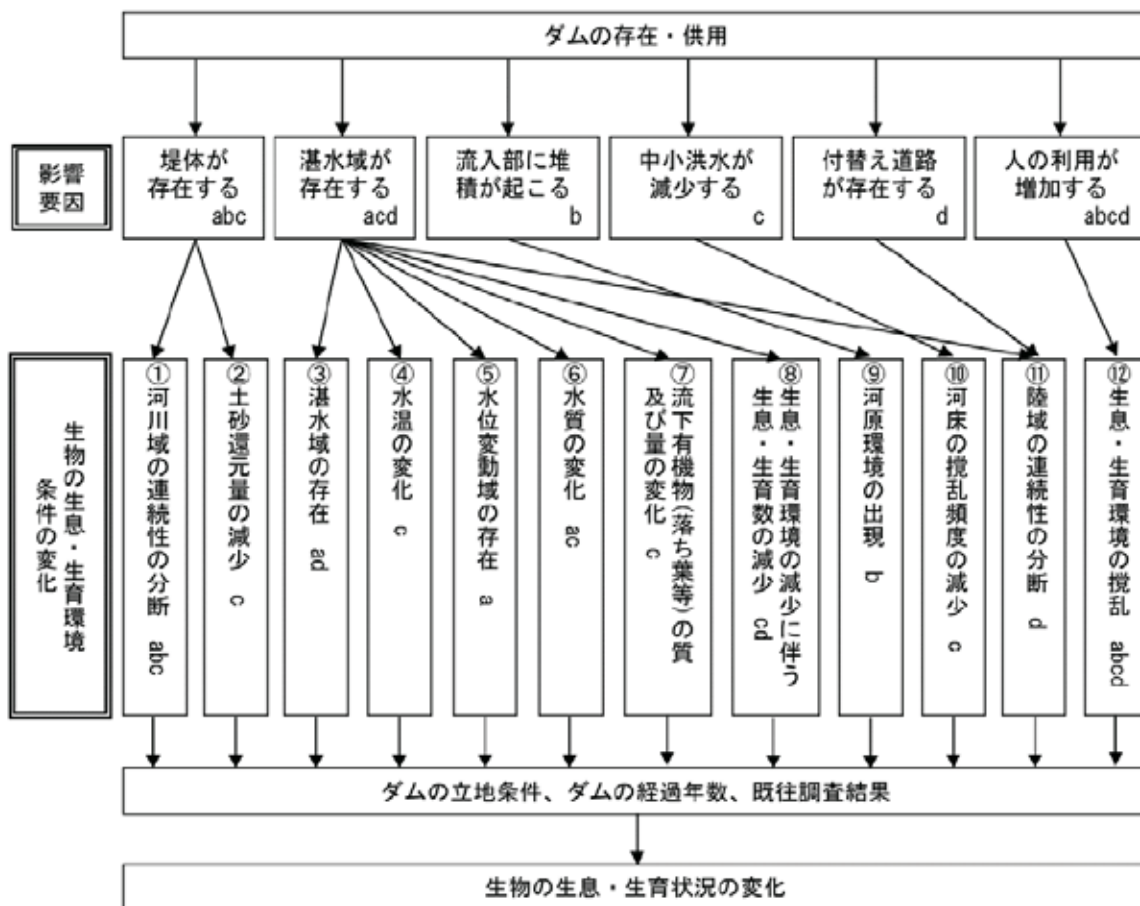 ダムの存在・供用
影響
要因
堤体が
存在する
abc
湛水域が
存在する
acd
流入部に堆
積が起こる
b
中小洪水が
減少する
c
付替え道路
が存在する
d
人の利用が
増加する
abcd
生物の生息・生育環境
条件の変化
①河川域の連続性の分断 abc
②土砂還元量の減少 c
③湛水域の存在 ad
④水温の変化 c
⑤水位変動域の存在 a
⑥水質の変化 ac
⑦流下有機物(落ち葉等)の質
及び量の変化 c
⑧生息・生育環境の減少に伴う
生息・生育数の減少 cd
⑨河原環境の出現 b
⑩河床の撹乱頻度の減少 c
⑪陸域の連続性の分断 d
⑫生息・生育環境の撹乱 abcd
ダムの立地条件、ダムの経過年数、既往調査結果
生物の生息・生育状況の変化